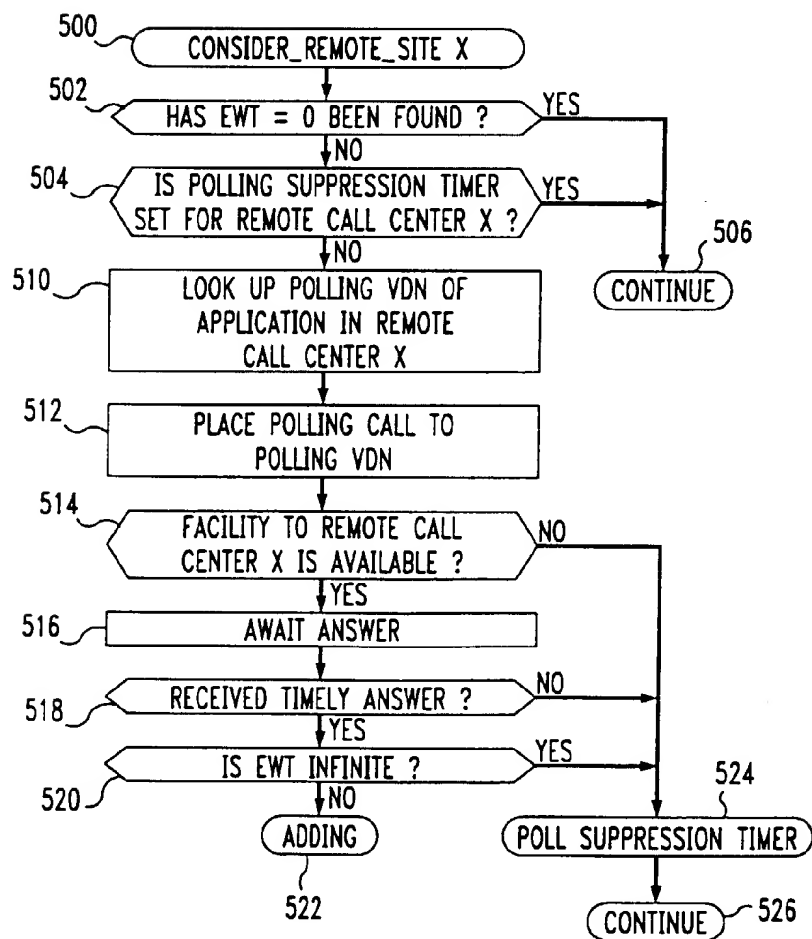 500
CONSIDER_REMOTE_SITE X
502
HAS EWT = 0 BEEN FOUND ?
YES
NO
504
IS POLLING SUPPRESSION TIMER
SET FOR REMOTE CALL CENTER X ?
YES
NO
506
CONTINUE
510
LOOK UP POLLING VDN OF
APPLICATION IN REMOTE
CALL CENTER X
512
PLACE POLLING CALL TO
POLLING VDN
514
FACILITY TO REMOTE CALL
CENTER X IS AVAILABLE ?
NO
YES
516
AWAIT ANSWER
518
RECEIVED TIMELY ANSWER ?
NO
YES
520
IS EWT INFINITE ?
YES
NO
522
ADDING
524
POLL SUPPRESSION TIMER
CONTINUE
526